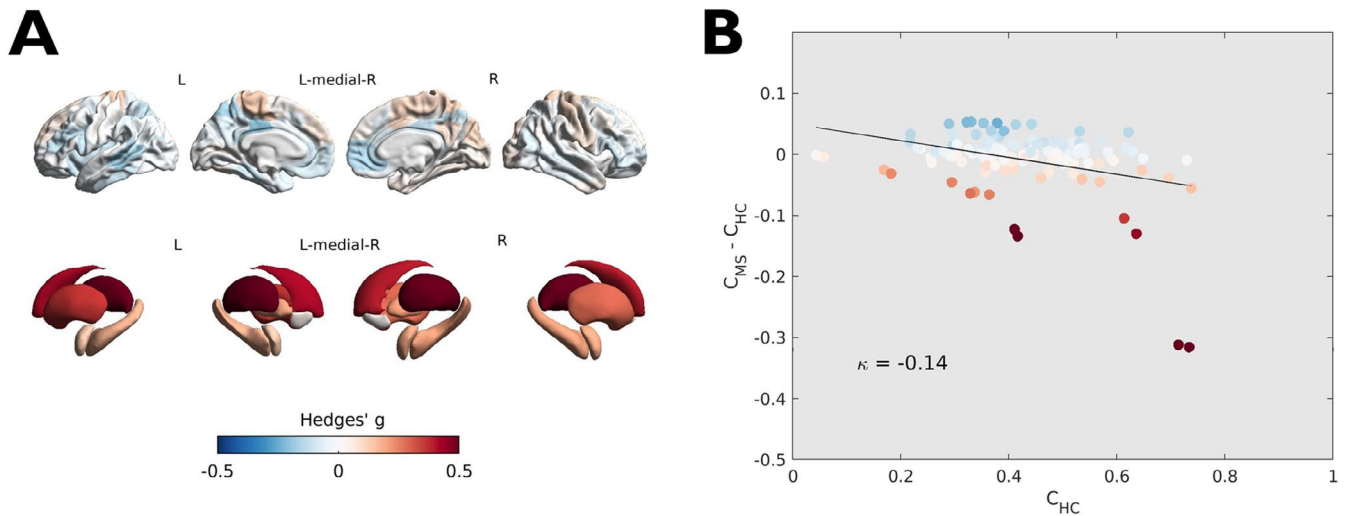 A
L
L-medial-R
R
L
L-medial-R
R
Hedges' g
-0.5
0
0.5
B
0.1
0
-0.1
-0.2
-0.3
-0.4
-0.5
C_MS - C_HC
κ = -0.14
0
0.2
0.4
0.6
0.8
1
C_HC